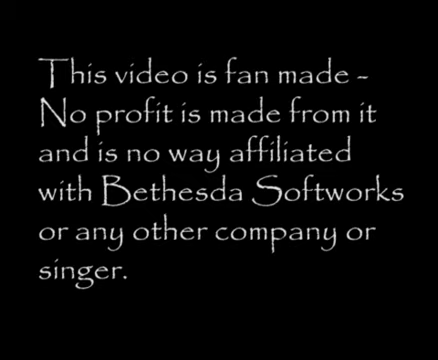 This video is fan made -
No profit is made from it
and is no way affiliated
with Bethesda Softworks
or any other company or
singer.